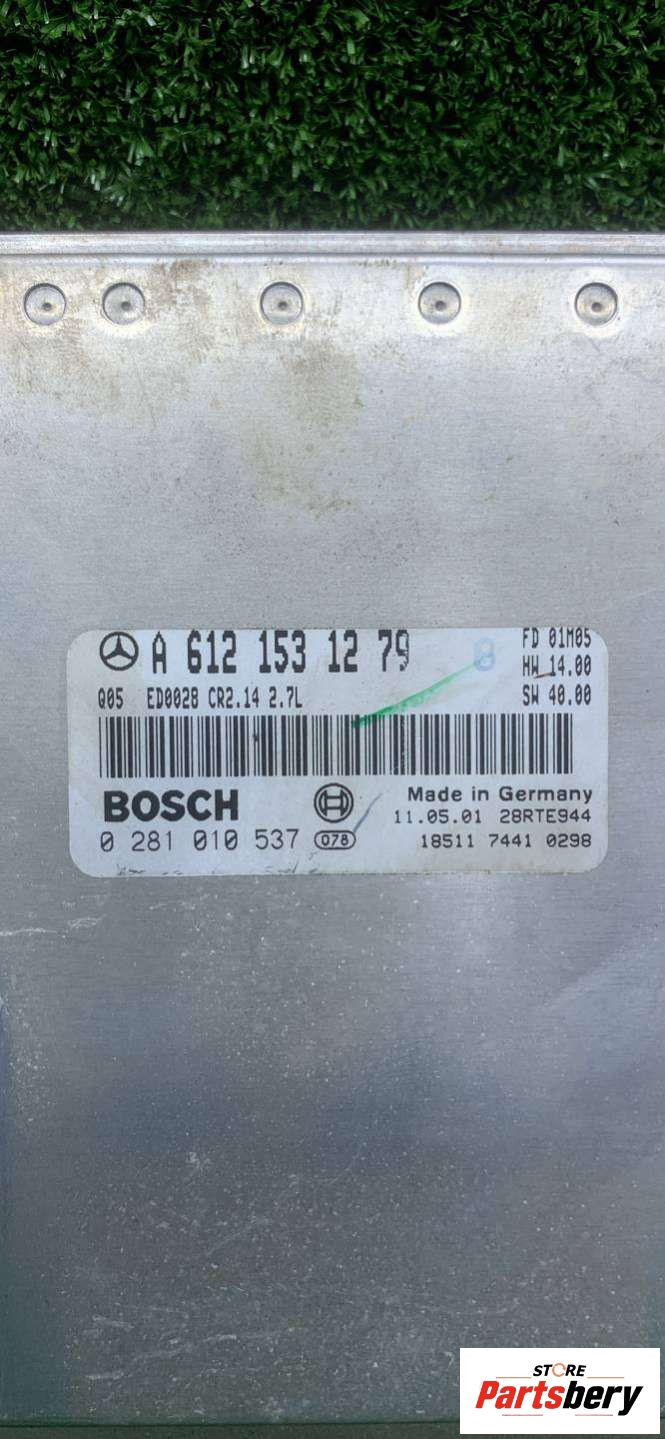 A 612 153 12 79
8
FD 01M05
HW 14.00
Q05 ED0028 CR2.14 2.7L
SW 40.00
BOSCH
Made in Germany
11.05.01 28RTE944
0 281 010 537 078
18511 7441 0298
STORE
Partsbery